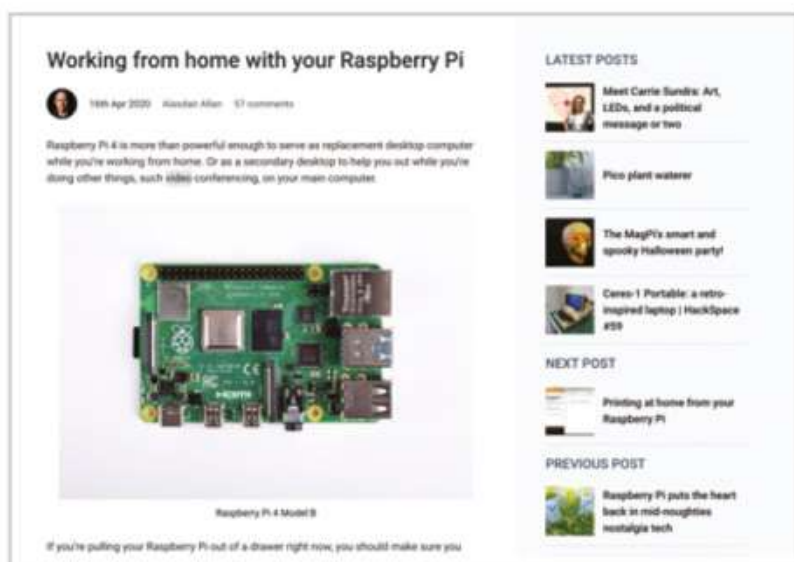 Working from home with your Raspberry Pi
16th Apr 2020 Alasdair Allan 57 comments
Raspberry Pi 4 is more than powerful enough to serve as replacement desktop computer
while you're working from home. Or as a secondary desktop to help you out while you're
doing other things, such video conferencing, on your main computer.
HDMI
Raspberry Pi 4 Model B
If you're pulling your Raspberry Pi out of a drawer right now, you should make sure you
LATEST POSTS
Meet Carrie Sundra: Art,
LEDs, and a political
message or two
Pico plant waterer
The MagPi's smart and
spooky Halloween party!
Ceres-1 Portable: a retro-
inspired laptop | HackSpace
#59
NEXT POST
Printing at home from your
Raspberry Pi
PREVIOUS POST
Raspberry Pi puts the heart
back in mid-noughties
nostalgia tech